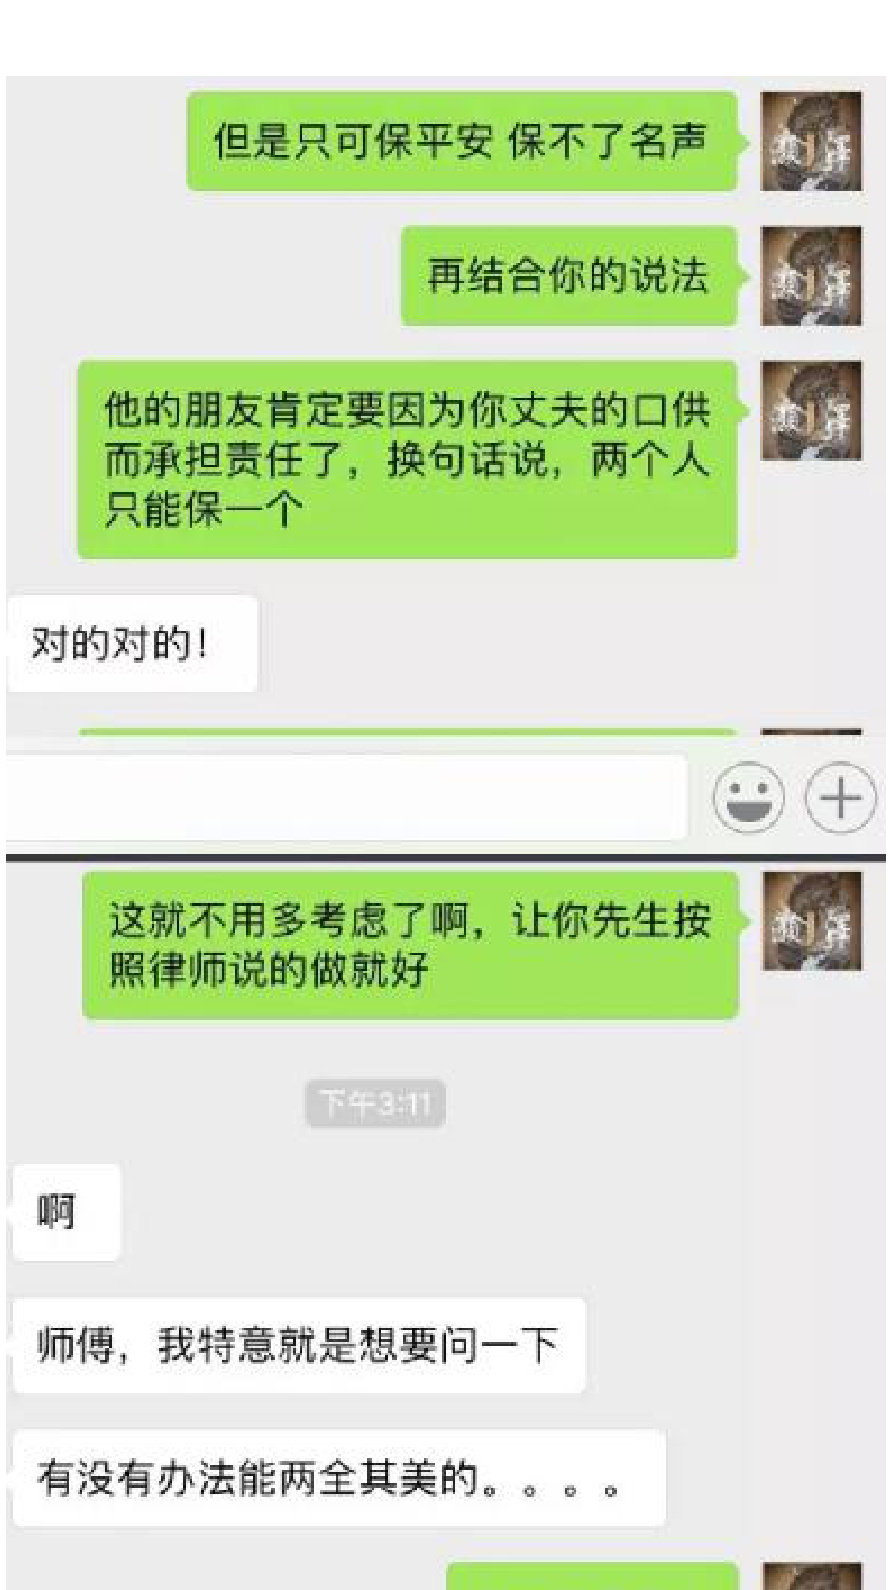 但是只可保平安 保不了名声
再结合你的说法
他的朋友肯定要因为你丈夫的口供
而承担责任了，换句话说，两个人
只能保一个
对的对的！
这就不用多考虑了啊，让你先生按
照律师说的做就好
下午3:11
啊
师傅，我特意就是想要问一下
有没有办法能两全其美的。。。。